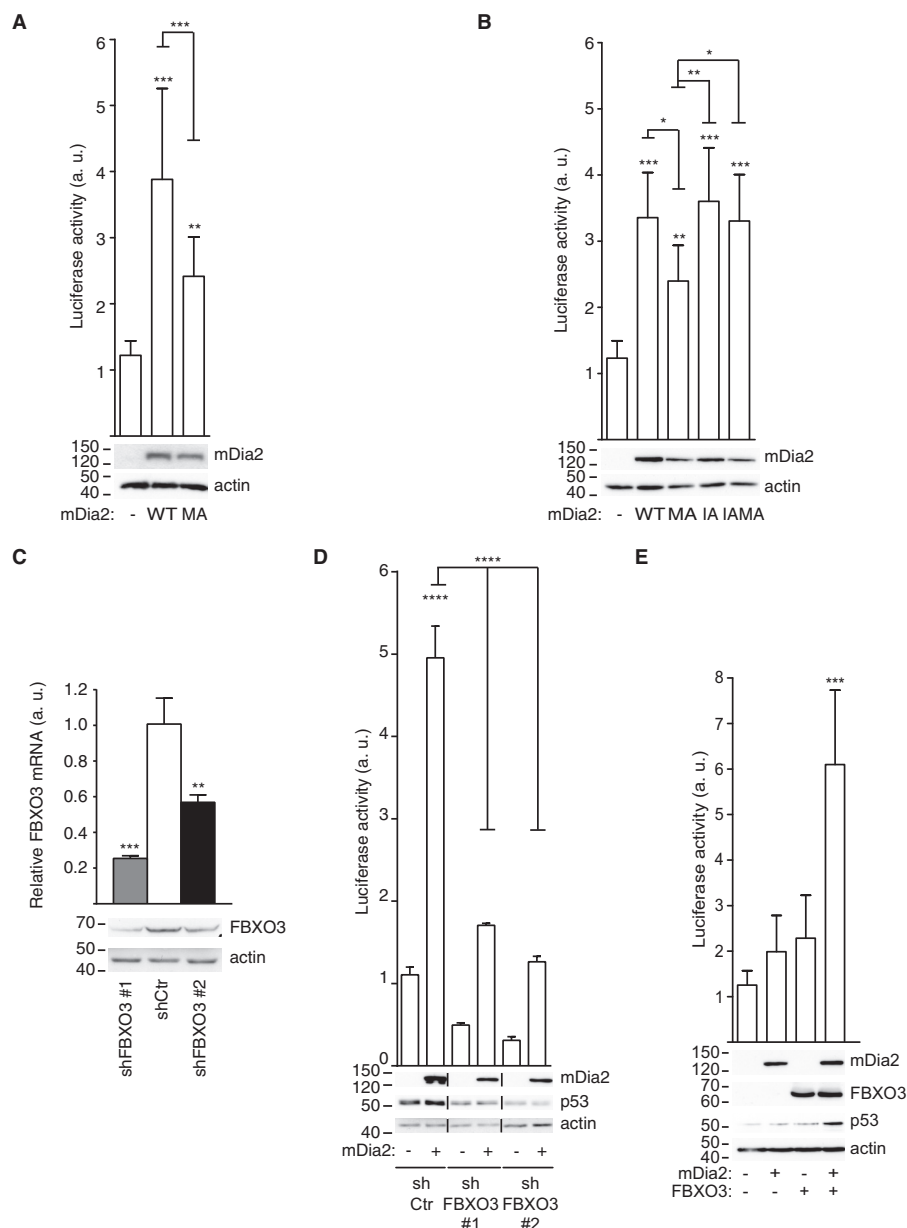 A
***
6
5
4
3
2
1
Luciferase activity (a. u.)
***
**
150
120
mDia2
50
40
actin
mDia2: - WT MA
B
*
**
*
6
5
4
3
2
1
Luciferase activity (a. u.)
***
**
***
***
150
120
mDia2
50
40
actin
mDia2: - WT MA IA IAMA
C
1.2
1.0
0.8
0.6
0.4
0.2
Relative FBXO3 mRNA (a. u.)
***
**
70
FBXO3
50
40
actin
shFBXO3 #1
shCtr
shFBXO3 #2
D
****
****
6
5
4
3
2
1
0
Luciferase activity (a. u.)
150
120
mDia2
50
p53
40
actin
mDia2: - + - + - +
sh sh sh
Ctr FBXO3 FBXO3
#1 #2
E
8
7
6
5
4
3
2
1
Luciferase activity (a. u.)
***
150
120
mDia2
70
60
FBXO3
50
p53
50
40
actin
mDia2: - + - +
FBXO3: - - + +